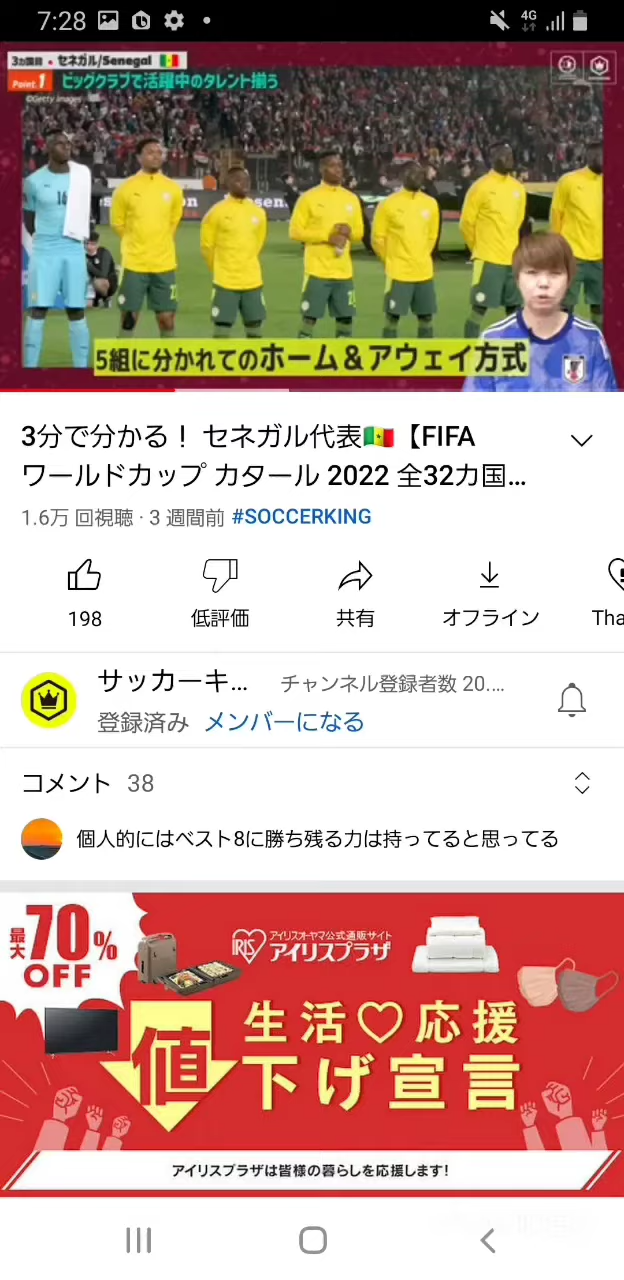 7:28
4G
3カ国目 • セネガル/Senegal
Point.1 ビッグクラブで活躍中のタレント揃う
©Getty Images
16
5組に分かれてのホーム＆アウェイ方式
3分で分かる！ セネガル代表🇸🇳【FIFA
ワールドカップ カタール 2022 全32カ国...
1.6万 回視聴 · 3 週間前 #SOCCERKING
198
低評価
共有
オフライン
Tha
サッカーキ...
チャンネル登録者数 20....
登録済み メンバーになる
コメント 38
個人的にはベスト8に勝ち残る力は持ってると思ってる
最大70%
OFF
IRIS
アイリスオーヤマ公式通販サイト
アイリスプラザ
生活♡応援
値下げ宣言
アイリスプラザは皆様の暮らしを応援します！